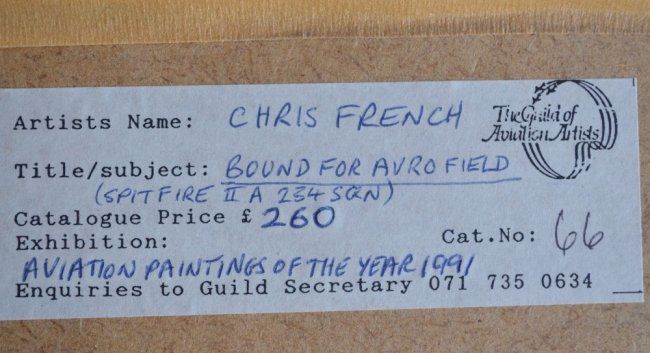 Artists Name: CHRIS FRENCH
The Guild of
Aviation Artists
Title/subject: BOUND FOR AVRO FIELD
(SPITFIRE II A 234 SQN)
Catalogue Price £ 260
Exhibition: Cat.No: 66
AVIATION PAINTINGS OF THE YEAR 1991
Enquiries to Guild Secretary 071 735 0634